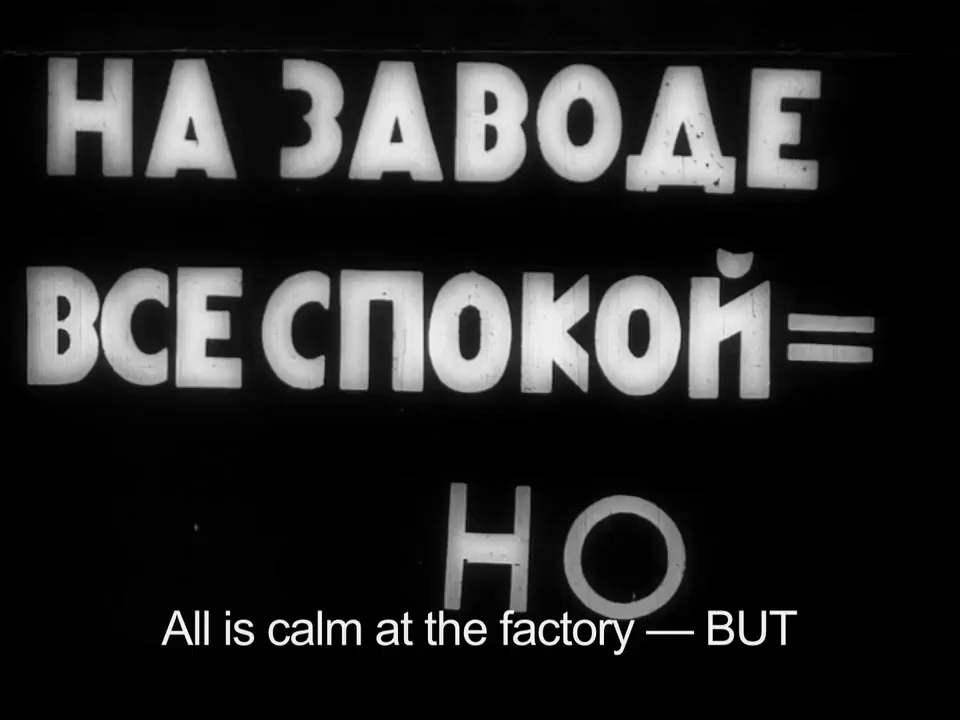 НА ЗАВОДЕ
ВСЕ СПОКОЙ=
НО
All is calm at the factory — BUT